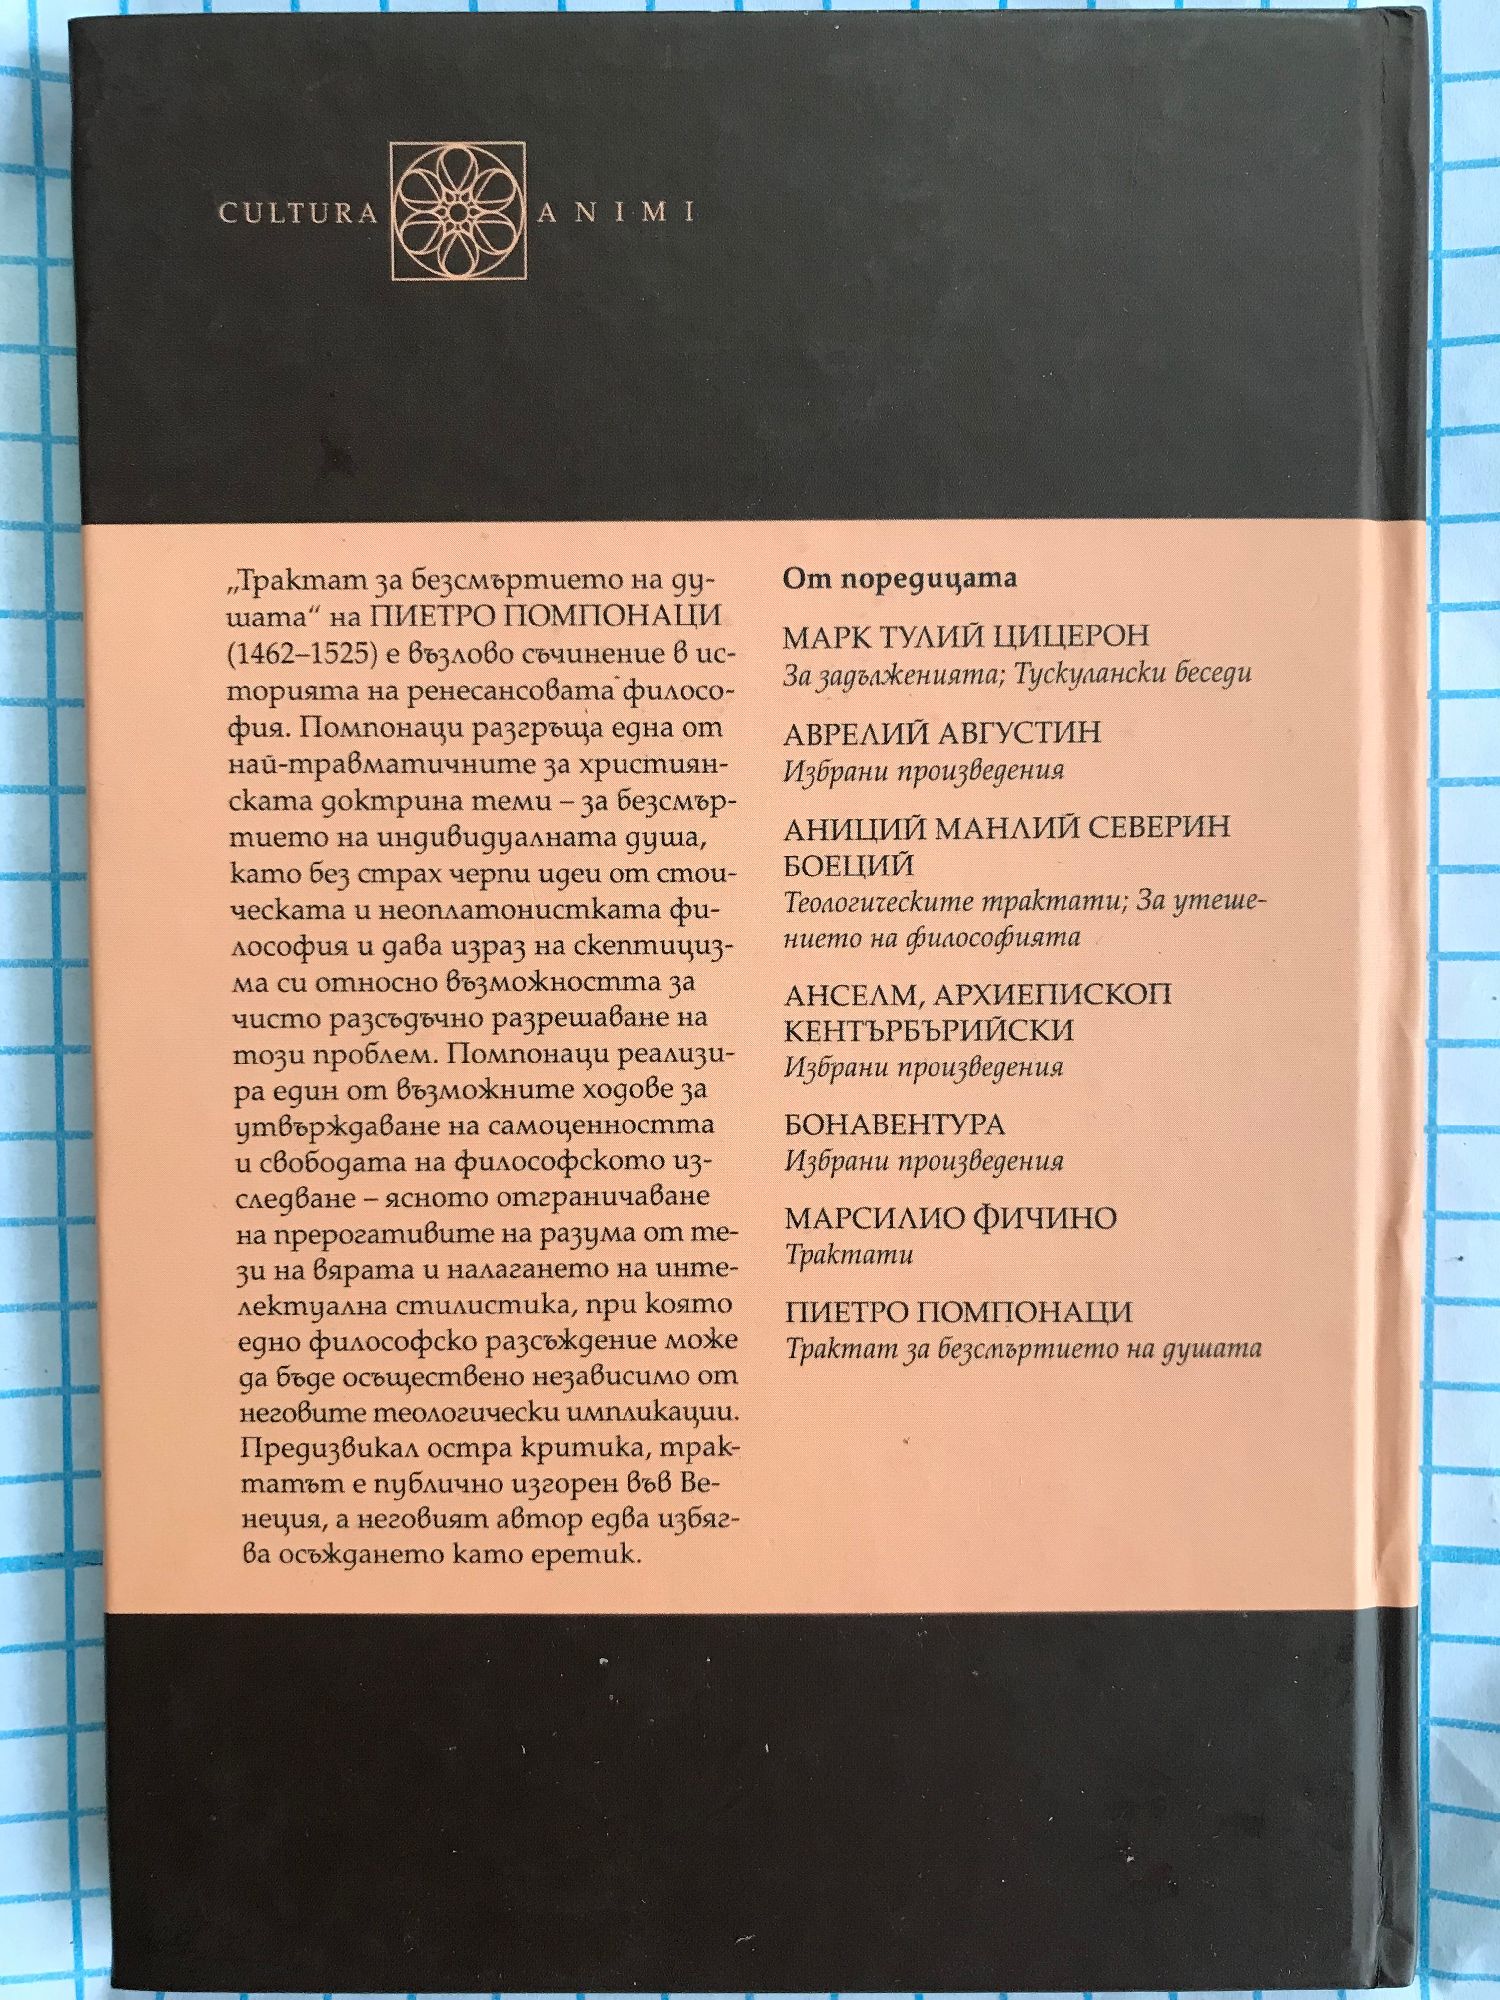 CULTURA ANIMI
„Трактат за безсмъртието на ду-
шата“ на ПИЕТРО ПОМПОНАЦИ
(1462–1525) е възлово съчинение в ис-
торията на ренесансовата филосо-
фия. Помпонаци разгръща една от
най-травматичните за християн-
ската доктрина теми – за безсмър-
тието на индивидуалната душа,
като без страх черпи идеи от стои-
ческата и неоплатонистката фи-
лософия и дава израз на скептициз-
ма си относно възможността за
чисто разсъдъчно разрешаване на
този проблем. Помпонаци реализи-
ра един от възможните ходове за
утвърждаване на самоценността
и свободата на философското из-
следване – ясното отграничаване
на прерогативите на разума от те-
зи на вярата и налагането на инте-
лектуална стилистика, при която
едно философско разсъждение може
да бъде осъществено независимо от
неговите теологически импликации.
Предизвикал остра критика, трак-
татът е публично изгорен във Ве-
неция, а неговият автор едва избяг-
ва осъждането като еретик.
От поредицата
МАРК ТУЛИЙ ЦИЦЕРОН
За задълженията; Тускулански беседи
АВРЕЛИЙ АВГУСТИН
Избрани произведения
АНИЦИЙ МАНЛИЙ СЕВЕРИН
БОЕЦИЙ
Теологическите трактати; За утеше-
нието на философията
АНСЕЛМ, АРХИЕПИСКОП
КЕНТЪРБЪРИЙСКИ
Избрани произведения
БОНАВЕНТУРА
Избрани произведения
МАРСИЛИО ФИЧИНО
Трактати
ПИЕТРО ПОМПОНАЦИ
Трактат за безсмъртието на душата